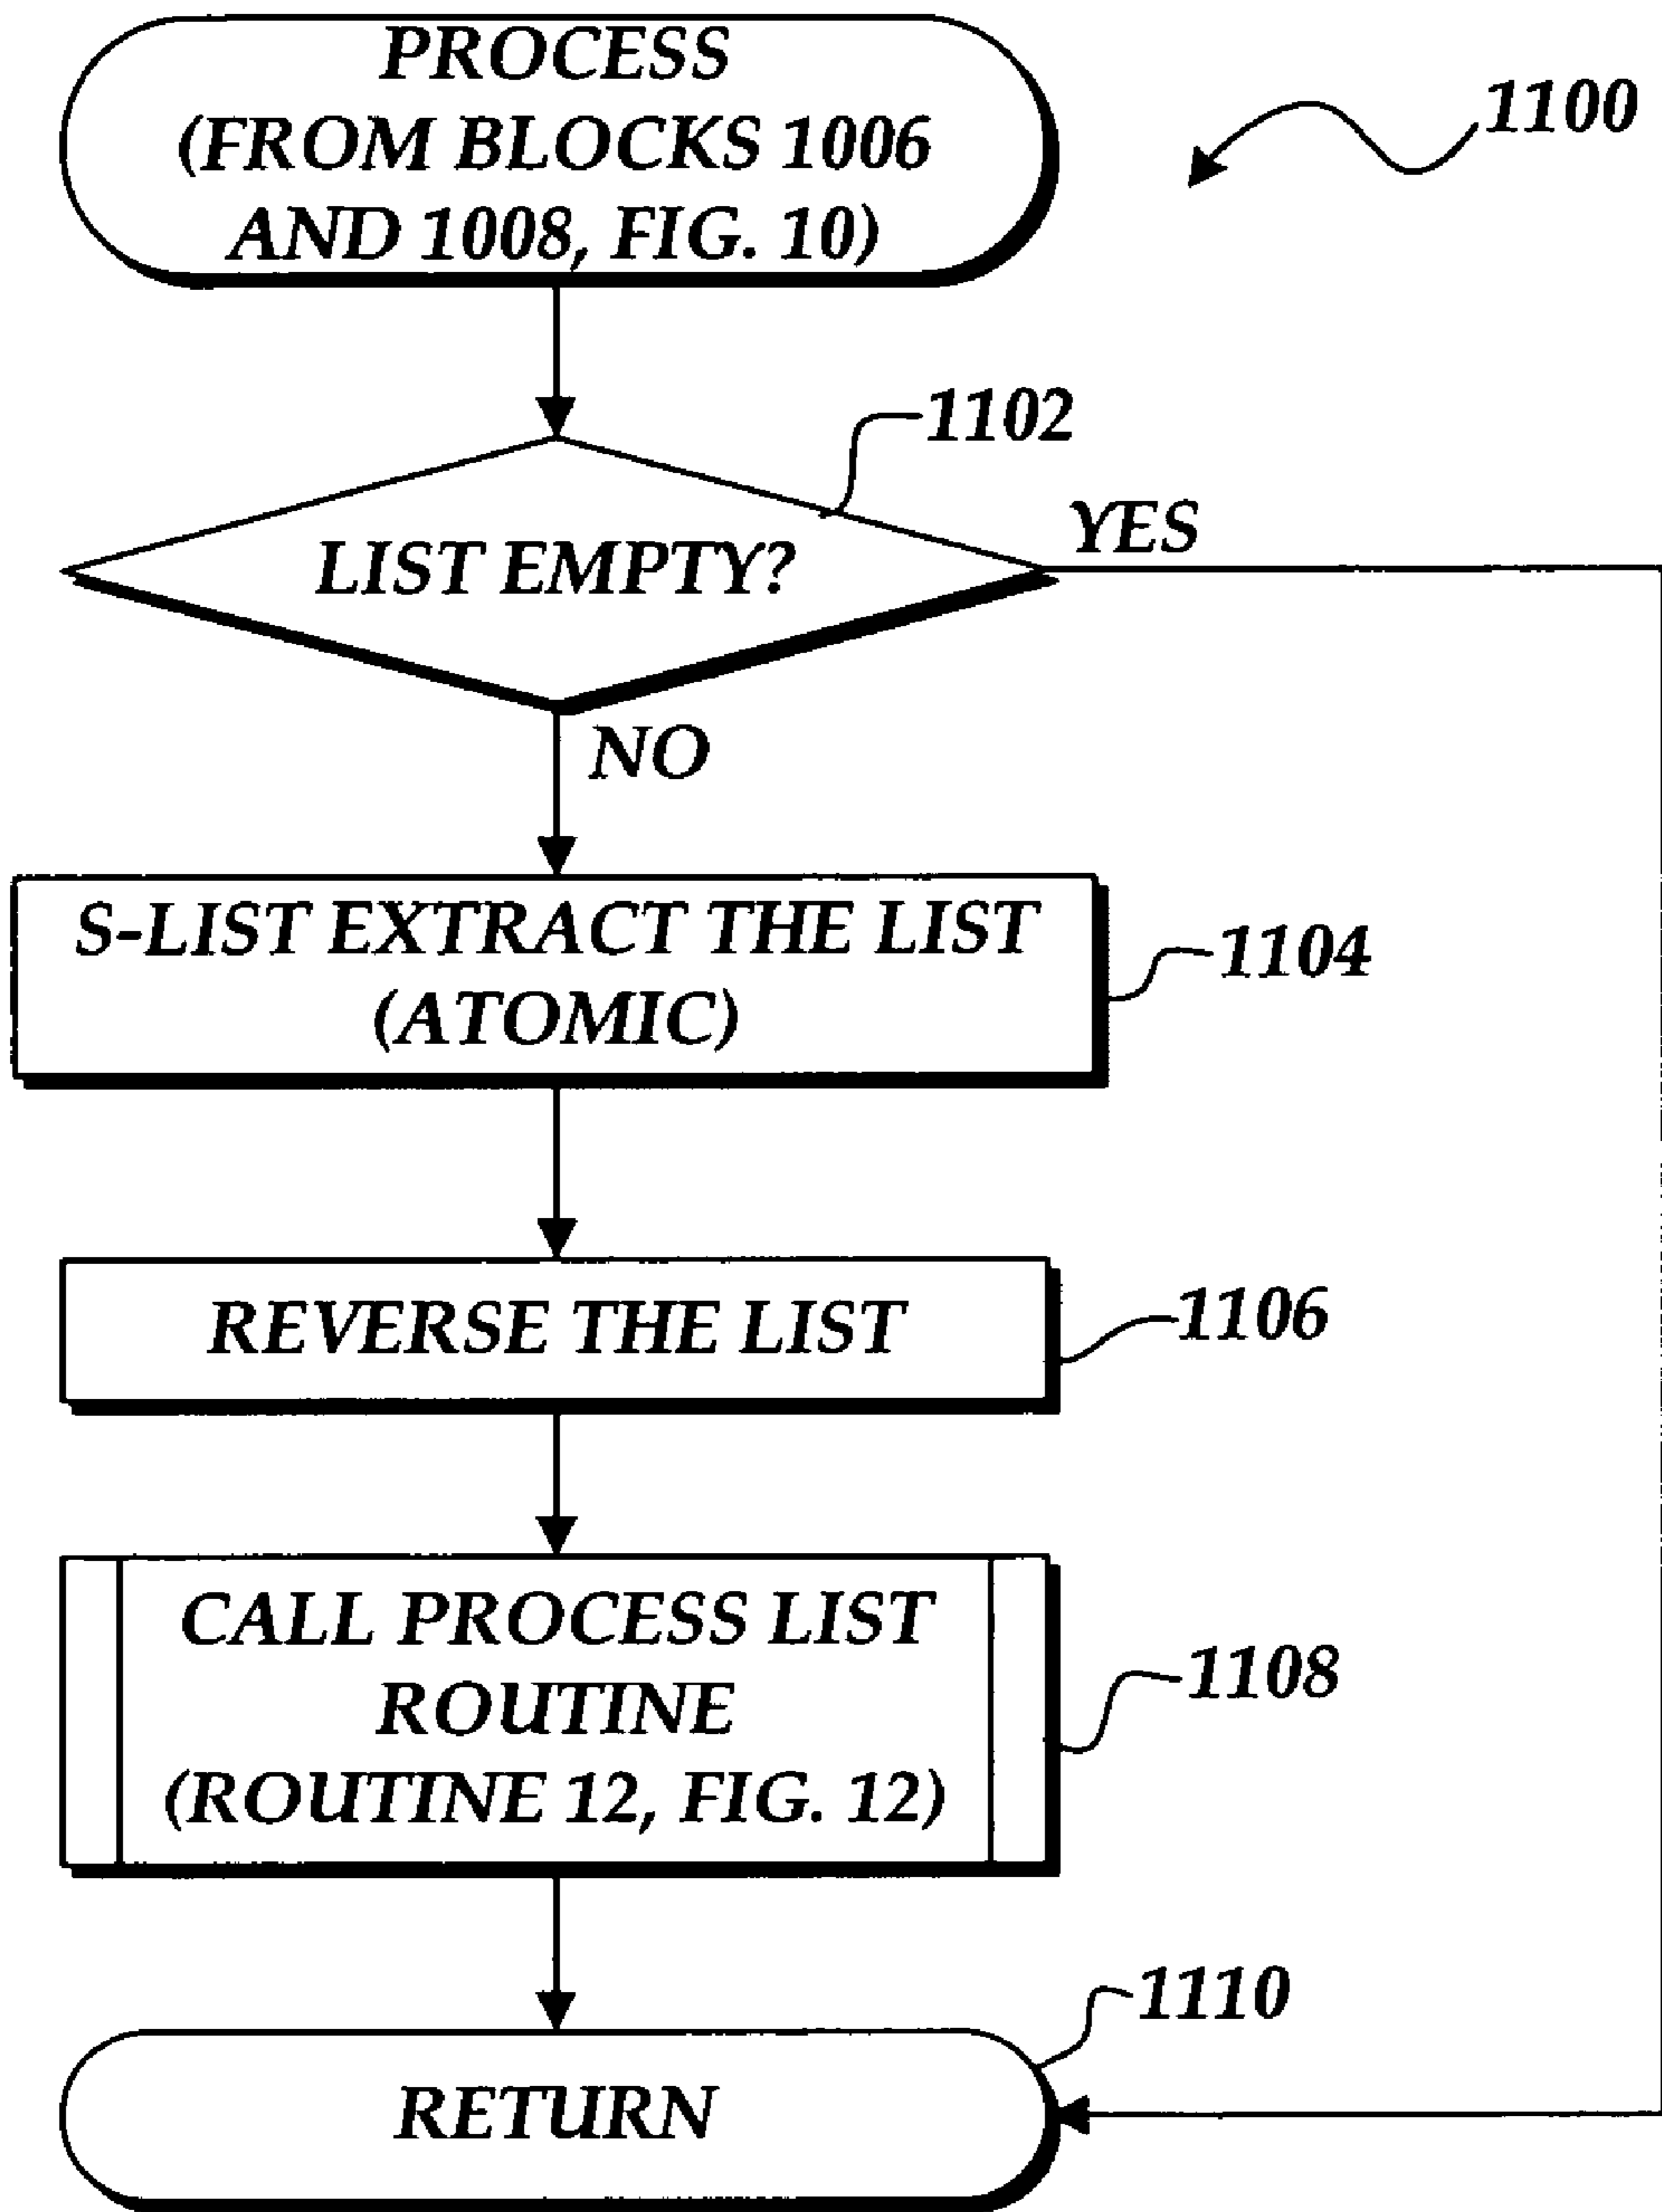 PROCESS
(FROM BLOCKS 1006
AND 1008, FIG. 10)
1100
1102
LIST EMPTY?
YES
NO
S-LIST EXTRACT THE LIST
(ATOMIC)
1104
REVERSE THE LIST
1106
CALL PROCESS LIST
ROUTINE
(ROUTINE 12, FIG. 12)
1108
1110
RETURN